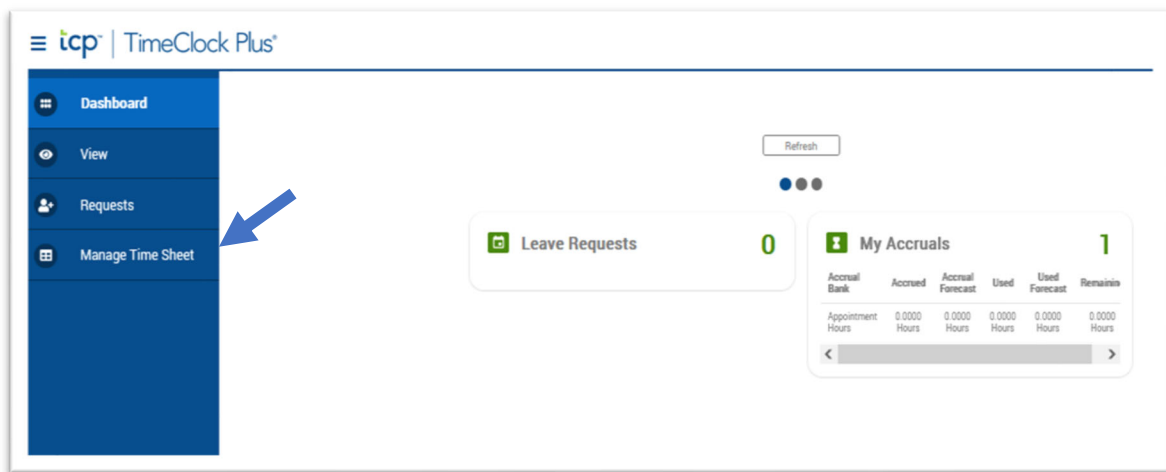 tcp™ | TimeClock Plus®
Dashboard
View
Requests
Manage Time Sheet
Refresh
Leave Requests 0
My Accruals 1
Accrual Bank Accrued Accrual Forecast Used Used Forecast Remainin
Appointment Hours 0.0000 Hours 0.0000 Hours 0.0000 Hours 0.0000 Hours 0.0000 Hours